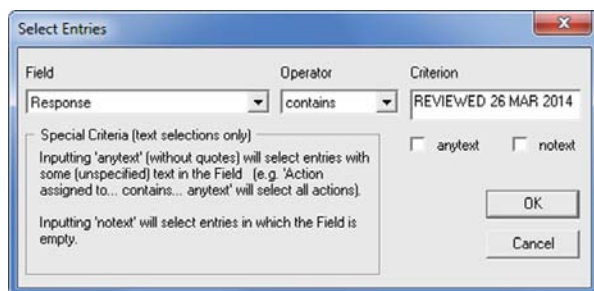 Select Entries
Field
Operator
Criterion
Response
contains
REVIEWED 26 MAR 2014
Special Criteria (text selections only)
Inputting 'anytext' (without quotes) will select entries with
some (unspecified) text in the Field (e.g. 'Action
assigned to... contains... anytext' will select all actions).
Inputting 'notext' will select entries in which the Field is
empty.
anytext
notext
OK
Cancel